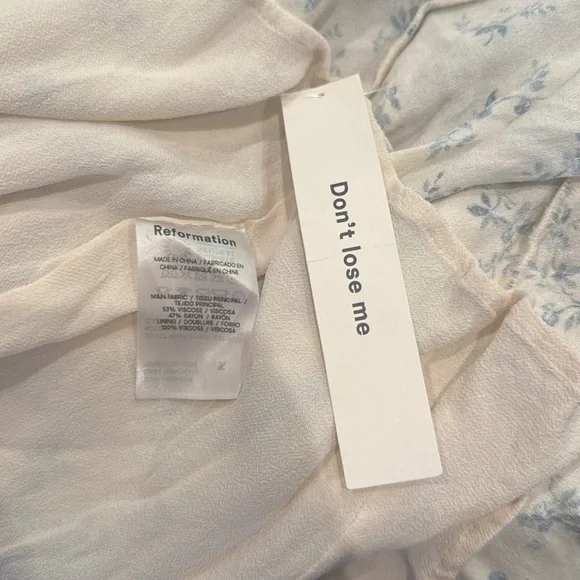 Reformation
MADE IN CHINA / FABRICADO EN
CHINA / FABRIQUÉ EN CHINE
MAIN FABRIC / TISSU PRINCIPAL /
TEJIDO PRINCIPAL
53% VISCOSE / VISCOSA
47% RAYON / RAYÓN
LINING / DOUBLURE / FORRO
100% VISCOSE / VISCOSA
Don't lose me